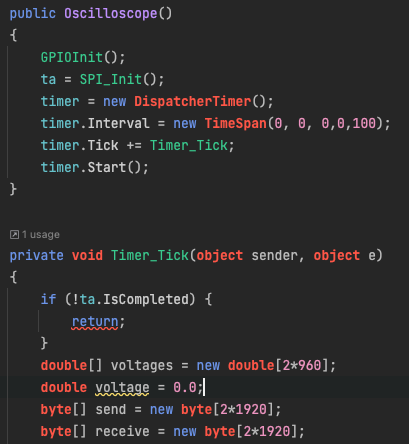 public Oscilloscope()
{
    GPIOInit();
    ta = SPI_Init();
    timer = new DispatcherTimer();
    timer.Interval = new TimeSpan(0, 0, 0,0,100);
    timer.Tick += Timer_Tick;
    timer.Start();
}
1 usage
private void Timer_Tick(object sender, object e)
{
    if (!ta.IsCompleted) {
        return;
    }
    double[] voltages = new double[2*960];
    double voltage = 0.0;
    byte[] send = new byte[2*1920];
    byte[] receive = new byte[2*1920];